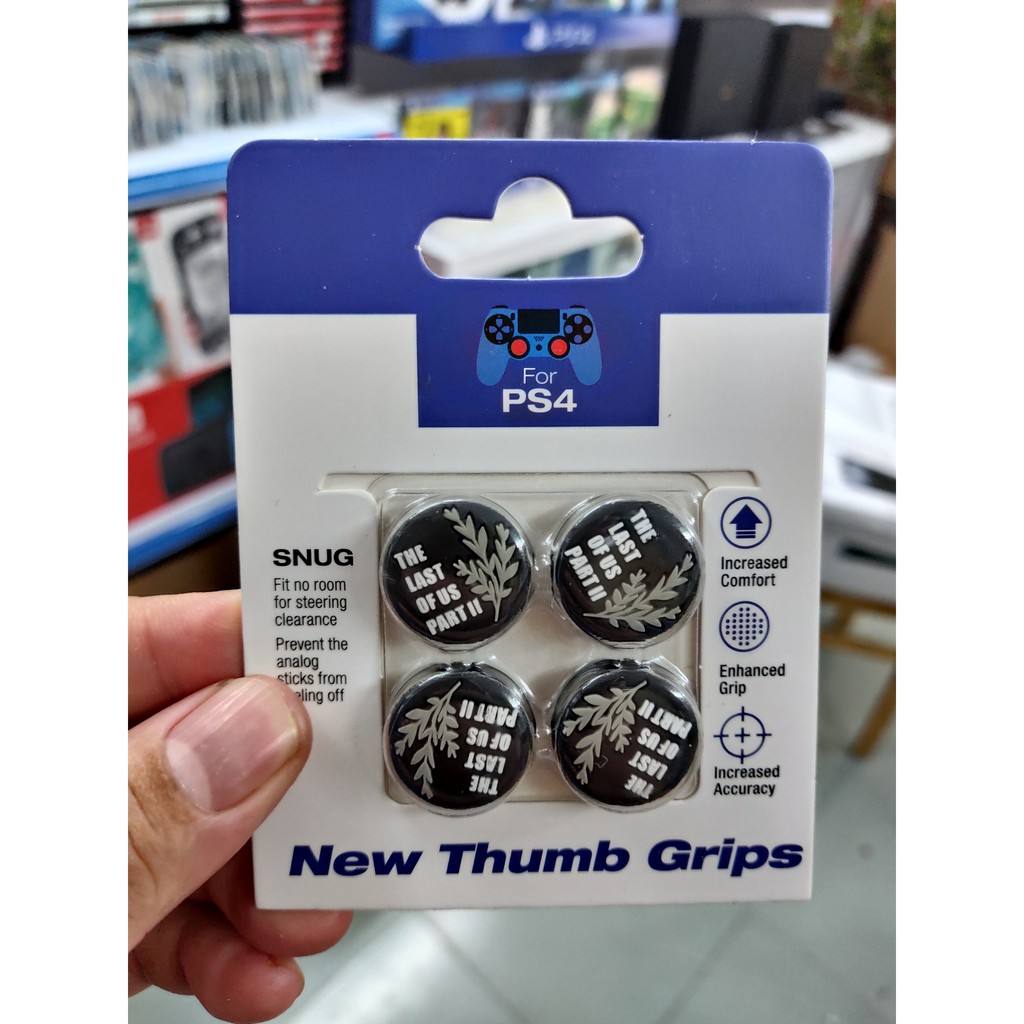 For
PS4
SNUG
Fit no room
for steering
clearance
Prevent the
analog
sticks from
eling off
THE
LAST
OF US
PART II
THE
LAST
OF US
PART II
THE
LAST
OF US
PART II
THE
LAST
OF US
PART II
Increased
Comfort
Enhanced
Grip
Increased
Accuracy
New Thumb Grips